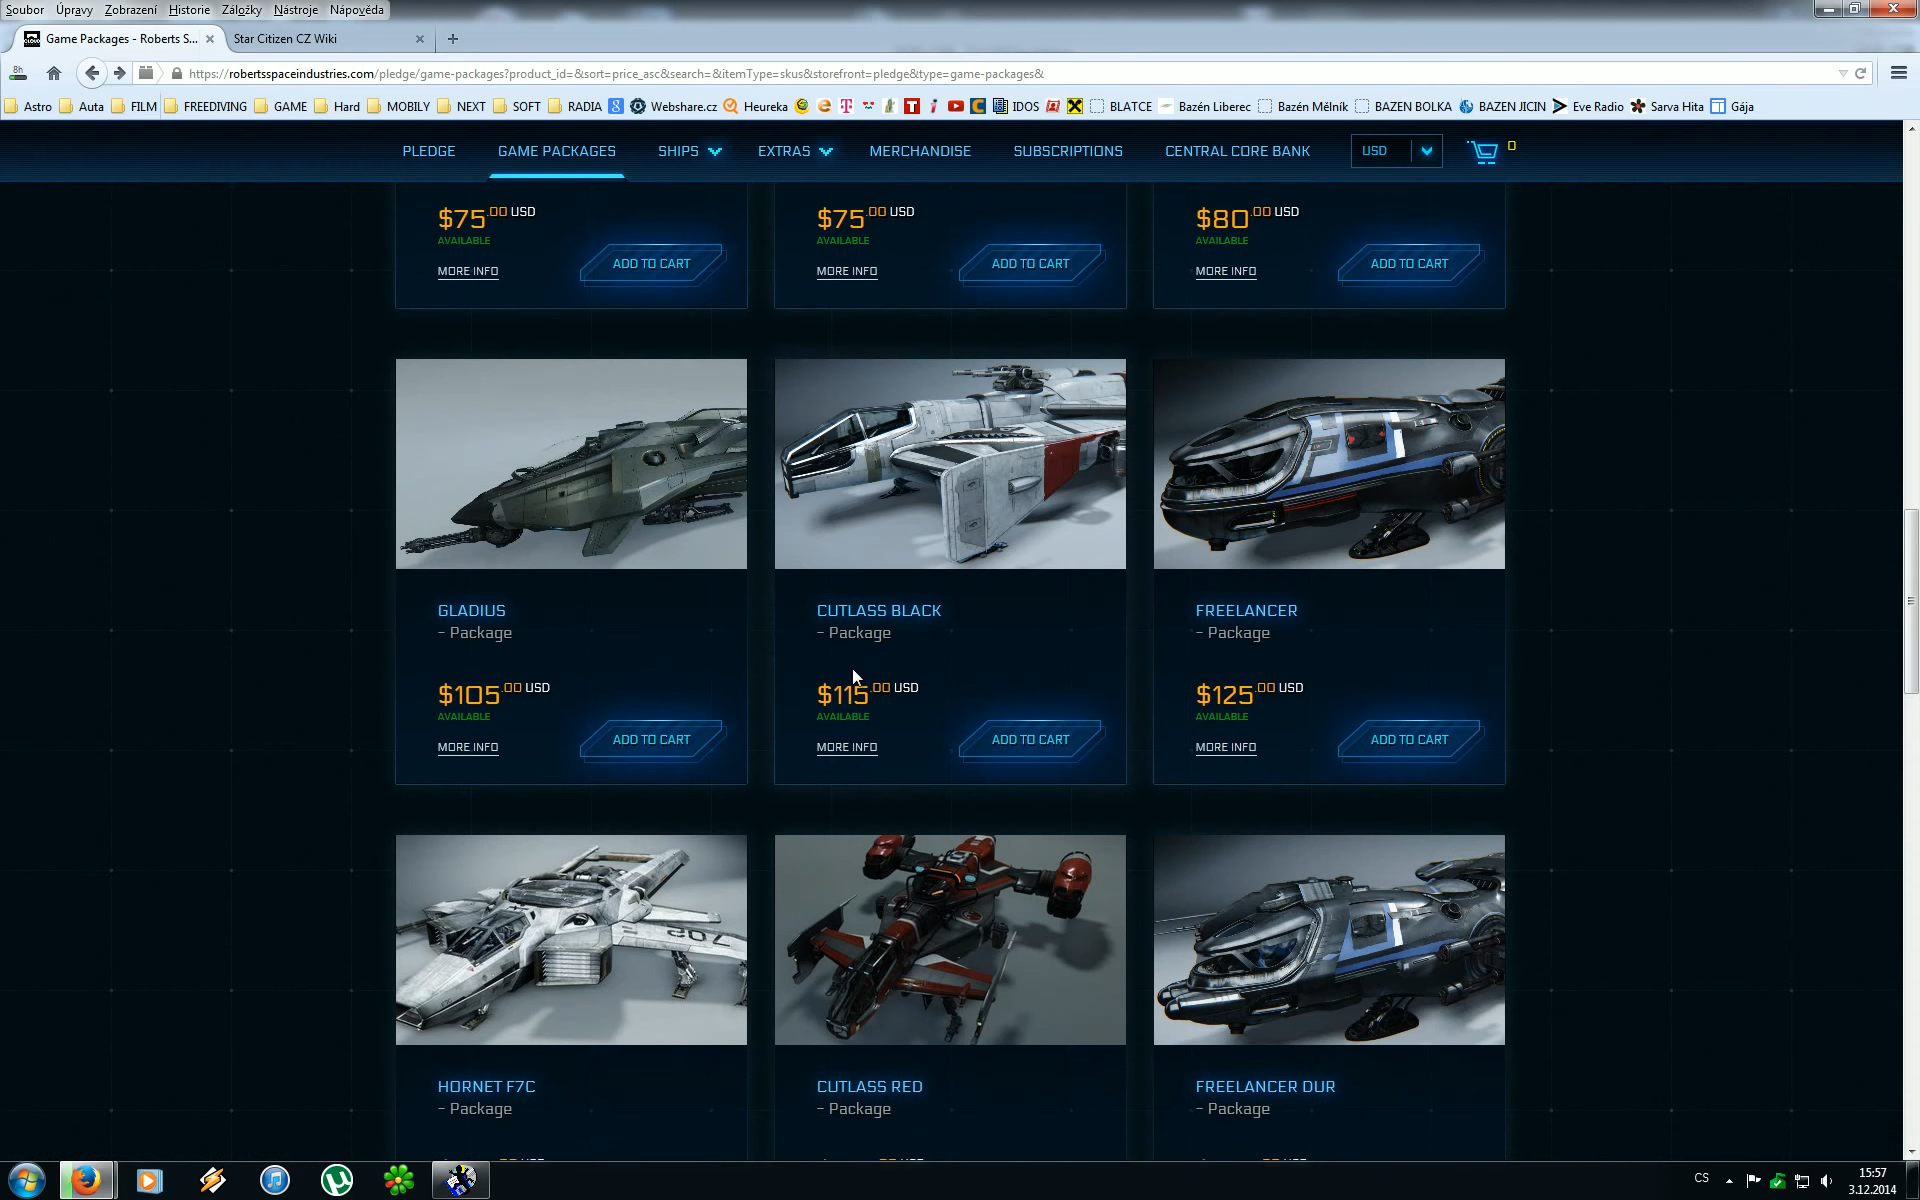 Soubor Úpravy Zobrazení Historie Záložky Nástroje Nápověda
Game Packages - Roberts S... Star Citizen CZ Wiki
8h
https://robertsspaceindustries.com/pledge/game-packages?product_id=&sort=price_asc&search=&itemType=skus&storefront=pledge&type=game-packages&
Astro Auta FILM FREEDIVING GAME Hard MOBILY NEXT SOFT RADIA Webshare.cz Heureka IDOS BLATCE Bazén Liberec Bazén Mělník BAZEN BOLKA BAZEN JICIN Eve Radio Sarva Hita Gája
PLEDGE GAME PACKAGES SHIPS EXTRAS MERCHANDISE SUBSCRIPTIONS CENTRAL CORE BANK USD 0
$75.00 USD $75.00 USD $80.00 USD
AVAILABLE AVAILABLE AVAILABLE
MORE INFO ADD TO CART MORE INFO ADD TO CART MORE INFO ADD TO CART
GLADIUS CUTLASS BLACK FREELANCER
- Package - Package - Package
$105.00 USD $115.00 USD $125.00 USD
AVAILABLE AVAILABLE AVAILABLE
MORE INFO ADD TO CART MORE INFO ADD TO CART MORE INFO ADD TO CART
HORNET F7C CUTLASS RED FREELANCER DUR
- Package - Package - Package
CS 15:57
3.12.2014